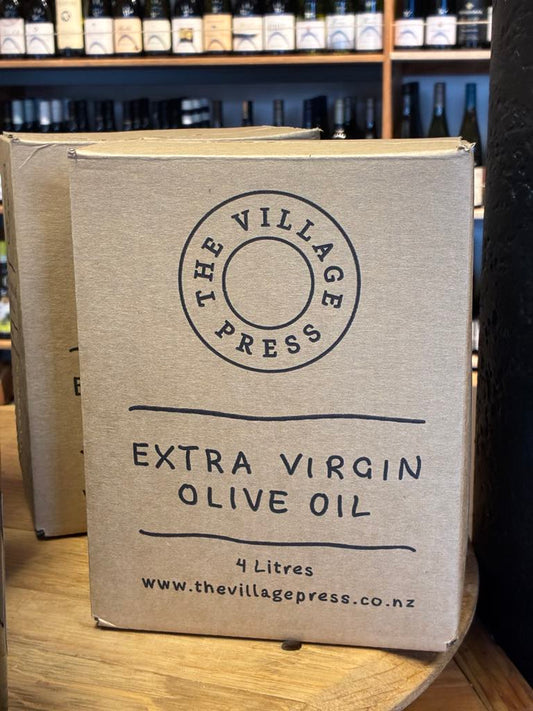 THE VILLAGE
PRESS
EXTRA VIRGIN
OLIVE OIL
4 Litres
www.thevillagepress.co.nz